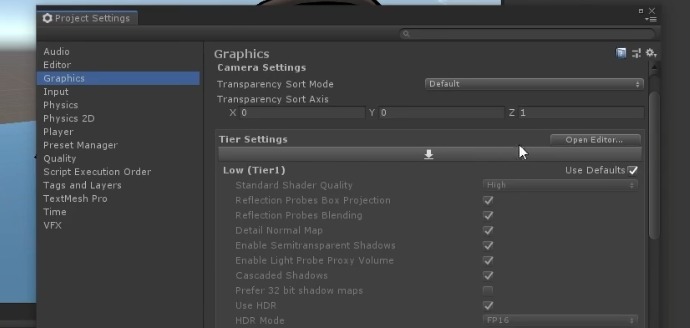 Project Settings
Audio
Editor
Graphics
Input
Physics
Physics 2D
Player
Preset Manager
Quality
Script Execution Order
Tags and Layers
TextMesh Pro
Time
VFX
Graphics
Camera Settings
Transparency Sort Mode Default
Transparency Sort Axis
X 0 Y 0 Z 1
Tier Settings Open Editor...
Low (Tier1) Use Defaults
Standard Shader Quality High
Reflection Probes Box Projection
Reflection Probes Blending
Detail Normal Map
Enable Semitransparent Shadows
Enable Light Probe Proxy Volume
Cascaded Shadows
Prefer 32 bit shadow maps
Use HDR
HDR Mode FP16